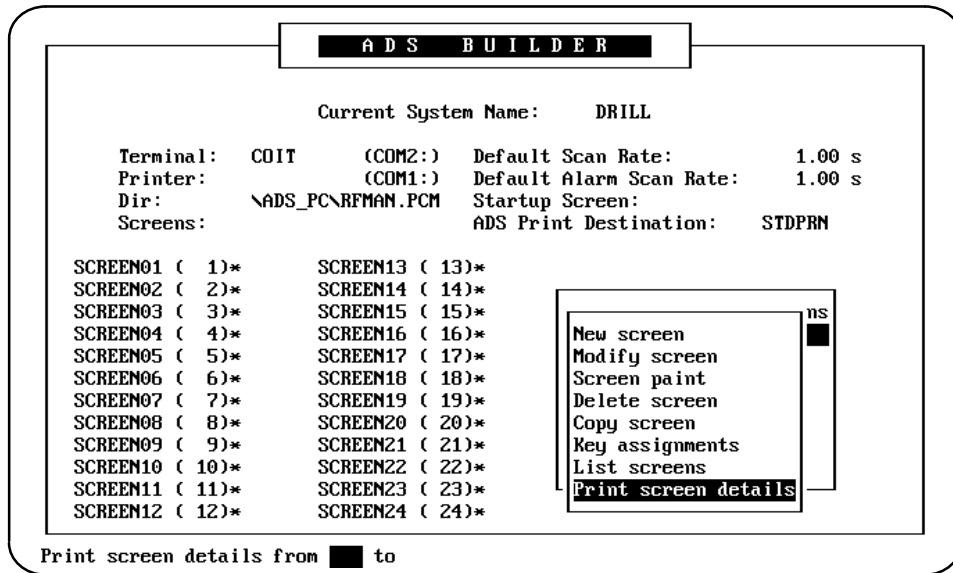 ADS BUILDER
Current System Name: DRILL
Terminal: COIT (COM2:) Default Scan Rate: 1.00 s
Printer: (COM1:) Default Alarm Scan Rate: 1.00 s
Dir: \ADS_PC\RFMAN.PCM Startup Screen:
Screens: ADS Print Destination: STDPRN
SCREEN01 ( 1)* SCREEN13 ( 13)*
SCREEN02 ( 2)* SCREEN14 ( 14)*
SCREEN03 ( 3)* SCREEN15 ( 15)*
SCREEN04 ( 4)* SCREEN16 ( 16)*
SCREEN05 ( 5)* SCREEN17 ( 17)*
SCREEN06 ( 6)* SCREEN18 ( 18)*
SCREEN07 ( 7)* SCREEN19 ( 19)*
SCREEN08 ( 8)* SCREEN20 ( 20)*
SCREEN09 ( 9)* SCREEN21 ( 21)*
SCREEN10 ( 10)* SCREEN22 ( 22)*
SCREEN11 ( 11)* SCREEN23 ( 23)*
SCREEN12 ( 12)* SCREEN24 ( 24)*
ns
New screen
Modify screen
Screen paint
Delete screen
Copy screen
Key assignments
List screens
Print screen details
Print screen details from to